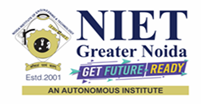 NIET
Greater Noida
GET FUTURE READY
Estd.2001
AN AUTONOMOUS INSTITUTE